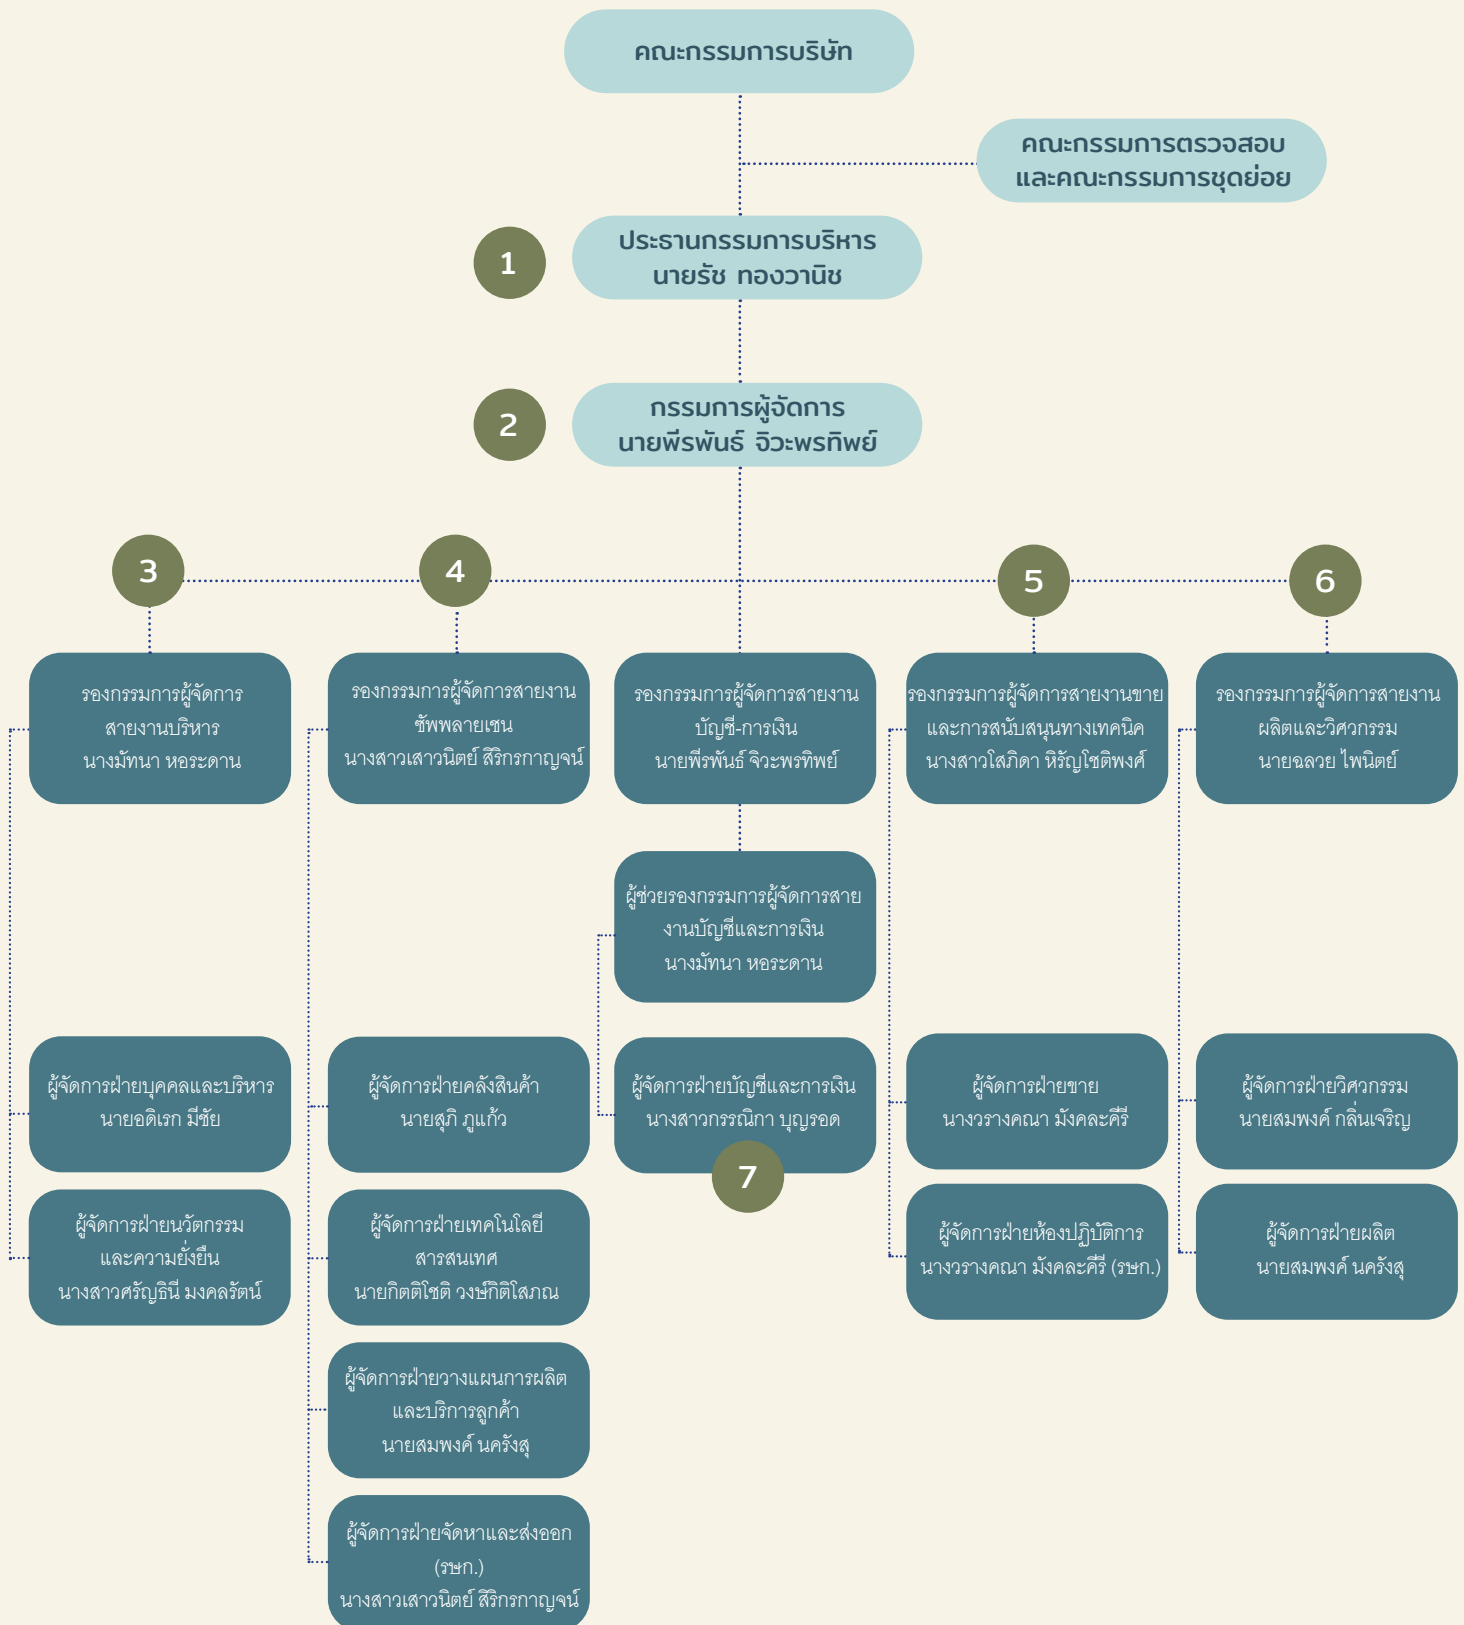 คณะกรรมการบริษัท
คณะกรรมการตรวจสอบ
และคณะกรรมการชุดย่อย
1
ประธานกรรมการบริหาร
นายรัช ทองวานิช
2
กรรมการผู้จัดการ
นายพีรพันธ์ จิวะพรทิพย์
3
4
5
6
รองกรรมการผู้จัดการ
สายงานบริหาร
นางมัทนา หอระดาน
รองกรรมการผู้จัดการสายงาน
ซัพพลายเชน
นางสาวเสาวนิตย์ สิริกรกาญจน์
รองกรรมการผู้จัดการสายงาน
บัญชี-การเงิน
นายพีรพันธ์ จิวะพรทิพย์
รองกรรมการผู้จัดการสายงานขาย
และการสนับสนุนทางเทคนิค
นางสาวโสภิดา หิรัญโชติพงศ์
รองกรรมการผู้จัดการสายงาน
ผลิตและวิศวกรรม
นายฉลวย ไพนิตย์
ผู้ช่วยรองกรรมการผู้จัดการสาย
งานบัญชีและการเงิน
นางมัทนา หอระดาน
ผู้จัดการฝ่ายบุคคลและบริหาร
นายอดิเรก มีชัย
ผู้จัดการฝ่ายคลังสินค้า
นายสุภิ ภูแก้ว
ผู้จัดการฝ่ายบัญชีและการเงิน
นางสาวกรรณิกา บุญรอด
7
ผู้จัดการฝ่ายขาย
นางวรางคณา มังคละคีรี
ผู้จัดการฝ่ายวิศวกรรม
นายสมพงค์ กลิ่นเจริญ
ผู้จัดการฝ่ายนวัตกรรม
และความยั่งยืน
นางสาวศรัญธินี มงคลรัตน์
ผู้จัดการฝ่ายเทคโนโลยี
สารสนเทศ
นายกิตติโชติ วงษ์กิติโสภณ
ผู้จัดการฝ่ายห้องปฏิบัติการ
นางวรางคณา มังคละคีรี (รษก.)
ผู้จัดการฝ่ายผลิต
นายสมพงค์ นครังสุ
ผู้จัดการฝ่ายวางแผนการผลิต
และบริการลูกค้า
นายสมพงค์ นครังสุ
ผู้จัดการฝ่ายจัดหาและส่งออก
(รษก.)
นางสาวเสาวนิตย์ สิริกรกาญจน์